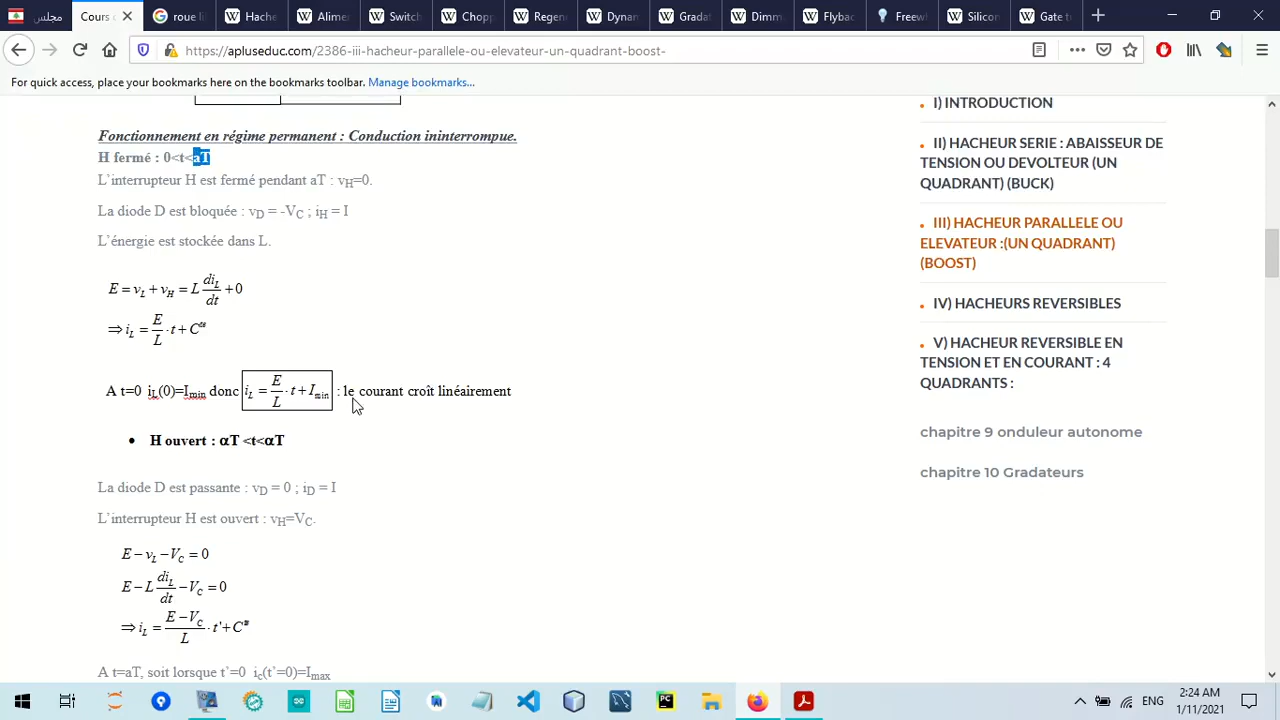 مجلس
Cours c
roue li
Hache
Alime
Switch
Chopp
Regen
Dynar
Gradat
Dimm
Flybac
Freew
Silicon
Gate t
https://apluseduc.com/2386-iii-hacheur-parallele-ou-elevateur-un-quadrant-boost-
For quick access, place your bookmarks here on the bookmarks toolbar. Manage bookmarks...
Fonctionnement en régime permanent : Conduction ininterrompue.
H fermé : 0<t<aT
L'interrupteur H est fermé pendant aT : vH=0.
La diode D est bloquée : vD = -VC ; iH = I
L'énergie est stockée dans L.
E = vL + vH = L diL/dt + 0
⇒ iL = E/L · t + Cte
A t=0 iL(0)=Imin donc iL = E/L · t + Imin : le courant croît linéairement
• H ouvert : αT <t<αT
La diode D est passante : vD = 0 ; iD = I
L'interrupteur H est ouvert : vH=VC.
E − vL − VC = 0
E − L diL/dt − VC = 0
⇒ iL = E − VC/L · t' + Cte
A t=aT, soit lorsque t'=0 ic(t'=0)=Imax
I) INTRODUCTION
II) HACHEUR SERIE : ABAISSEUR DE
TENSION OU DEVOLTEUR (UN
QUADRANT) (BUCK)
III) HACHEUR PARALLELE OU
ELEVATEUR :(UN QUADRANT)
(BOOST)
IV) HACHEURS REVERSIBLES
V) HACHEUR REVERSIBLE EN
TENSION ET EN COURANT : 4
QUADRANTS :
chapitre 9 onduleur autonome
chapitre 10 Gradateurs
ENG
2:24 AM
1/11/2021